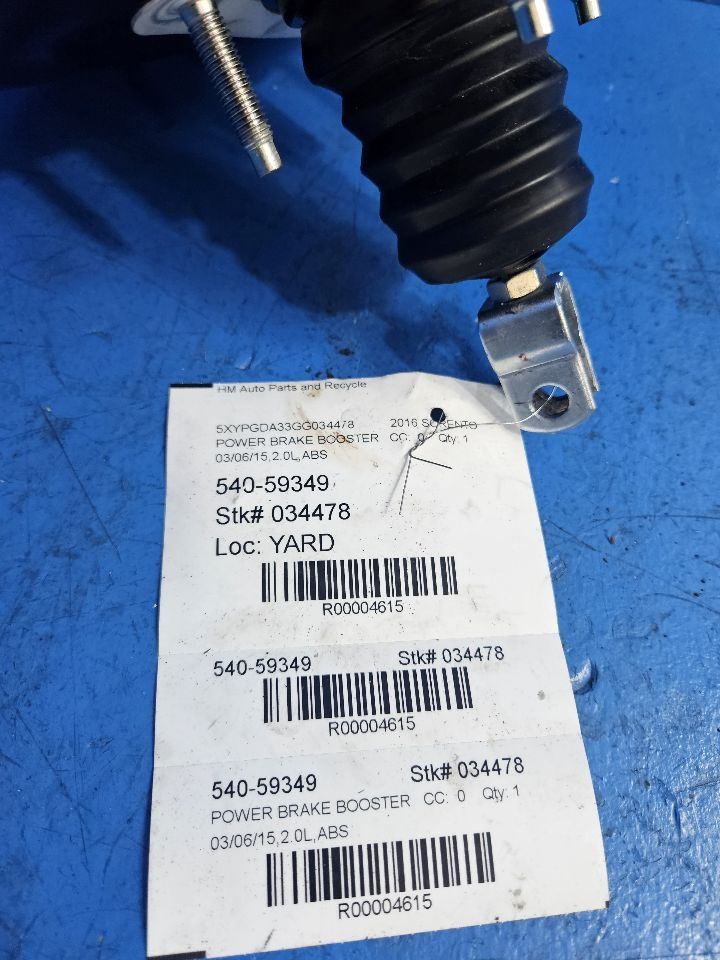 HM Auto Parts and Recycle
5XYPGDA33GG034478 2016 SORENTO
POWER BRAKE BOOSTER CC: 0 Qty: 1
03/06/15,2.0L,ABS
540-59349
Stk# 034478
Loc: YARD
R00004615
540-59349 Stk# 034478
R00004615
540-59349 Stk# 034478
POWER BRAKE BOOSTER CC: 0 Qty: 1
03/06/15,2.0L,ABS
R00004615